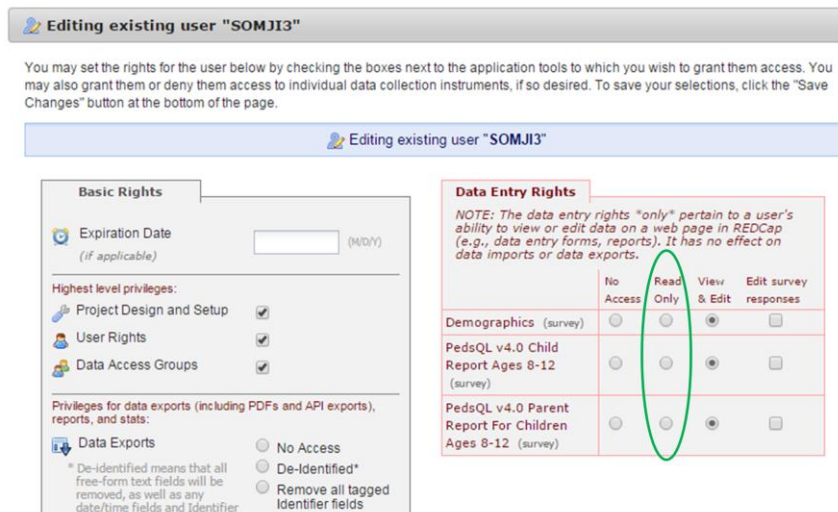 Editing existing user "SOMJI3"
You may set the rights for the user below by checking the boxes next to the application tools to which you wish to grant them access. You
may also grant them or deny them access to individual data collection instruments, if so desired. To save your selections, click the "Save
Changes" button at the bottom of the page.
Editing existing user "SOMJI3"
Basic Rights
Expiration Date
(if applicable)
(M/D/Y)
Highest level privileges:
Project Design and Setup
User Rights
Data Access Groups
Privileges for data exports (including PDFs and API exports),
reports, and stats:
Data Exports
No Access
* De-identified means that all
free-form text fields will be
removed, as well as any
date/time fields and Identifier
De-Identified*
Remove all tagged
Identifier fields
Data Entry Rights
NOTE: The data entry rights *only* pertain to a user's
ability to view or edit data on a web page in REDCap
(e.g., data entry forms, reports). It has no effect on
data imports or data exports.
No Read View Edit survey
Access Only & Edit responses
Demographics (survey)
PedsQL v4.0 Child
Report Ages 8-12
(survey)
PedsQL v4.0 Parent
Report For Children
Ages 8-12 (survey)